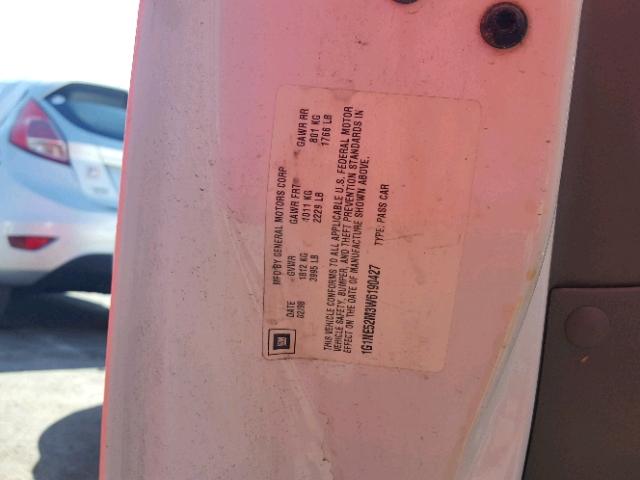 MFD BY GENERAL MOTORS CORP
DATE GVWR GAWR FRT GAWR RR
02/98 1812 KG 1011 KG 801 KG
3995 LB 2229 LB 1766 LB
THIS VEHICLE CONFORMS TO ALL APPLICABLE U.S. FEDERAL MOTOR
VEHICLE SAFETY, BUMPER, AND THEFT PREVENTION STANDARDS IN
EFFECT ON THE DATE OF MANUFACTURE SHOWN ABOVE.
1G1NE52M3W6190427 TYPE: PASS CAR
GM